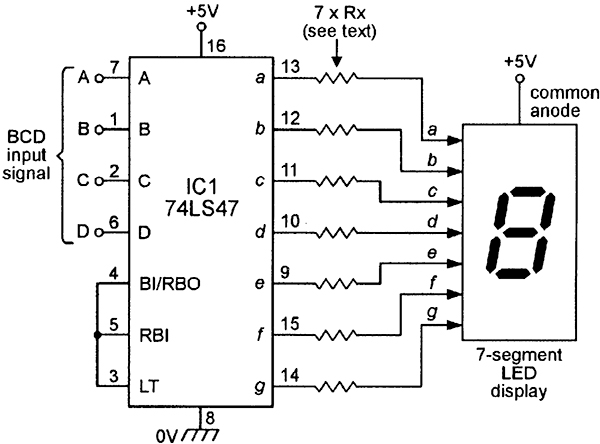 +5V
7 x Rx
(see text)
16
A 7 A
a 13
B 1 B
b 12
C 2 C
c 11
D 6 D
d 10
BCD
input
signal
IC1
74LS47
4 BI/RBO
e 9
5 RBI
f 15
3 LT
g 14
8
0V
+5V
common
anode
a
b
c
d
e
f
g
7-segment
LED
display